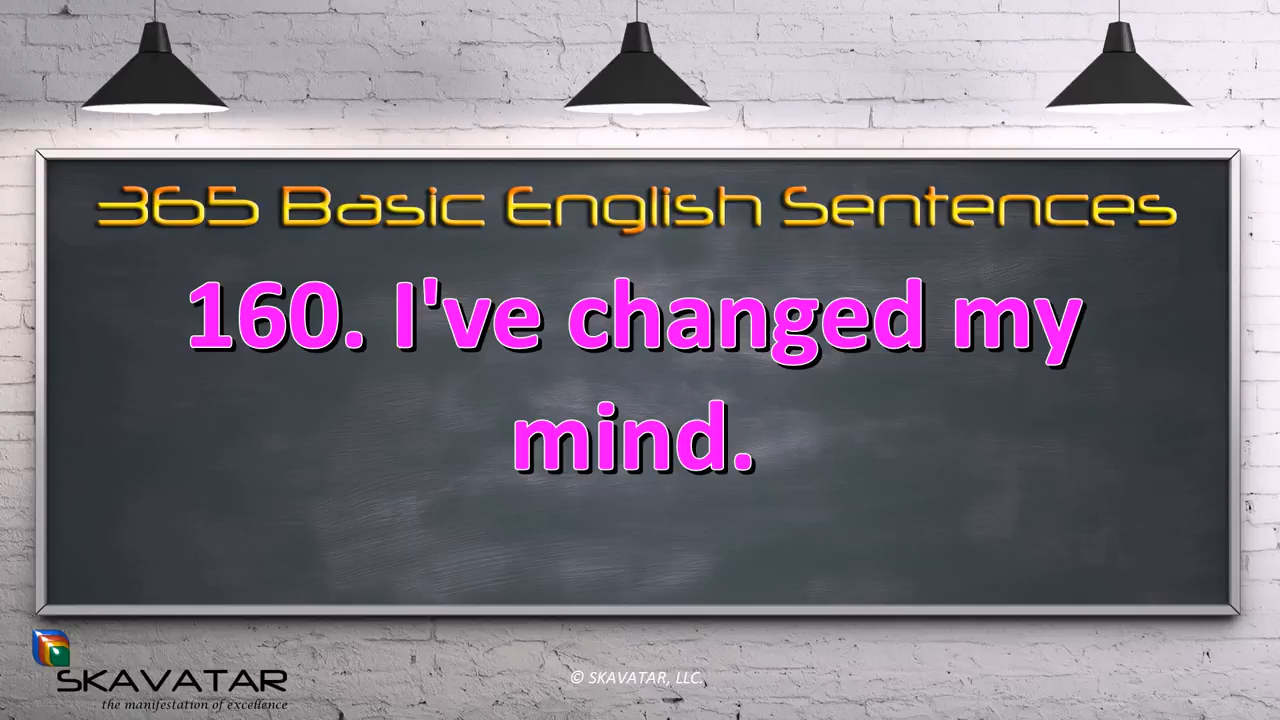 365 Basic English Sentences
160. I've changed my
mind.
SKAVATAR
the manifestation of excellence
© SKAVATAR, LLC.